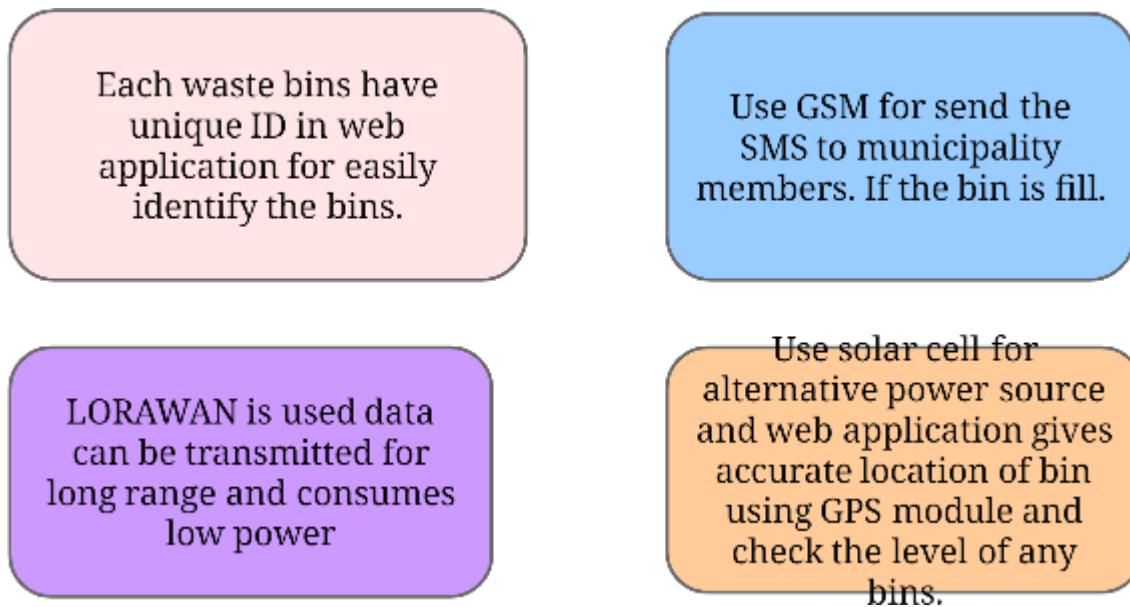 Each waste bins have
unique ID in web
application for easily
identify the bins.
Use GSM for send the
SMS to municipality
members. If the bin is fill.
LORAWAN is used data
can be transmitted for
long range and consumes
low power
Use solar cell for
alternative power source
and web application gives
accurate location of bin
using GPS module and
check the level of any
bins.